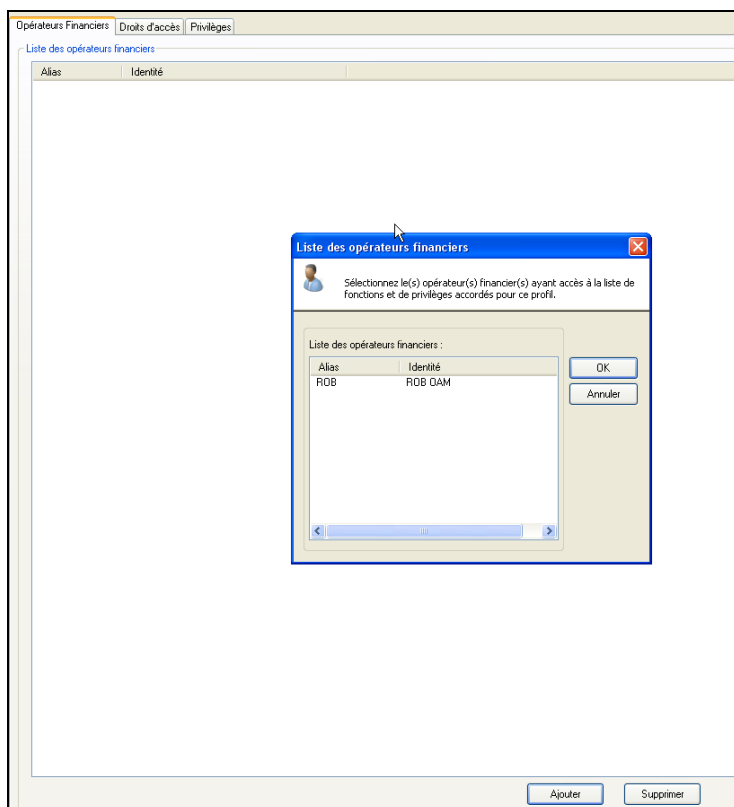 Opérateurs Financiers Droits d'accès Privilèges
Liste des opérateurs financiers
Alias Identité
Liste des opérateurs financiers
Sélectionnez le(s) opérateur(s) financier(s) ayant accès à la liste de
fonctions et de privilèges accordés pour ce profil.
Liste des opérateurs financiers :
Alias Identité
ROB ROB OAM
OK
Annuler
Ajouter Supprimer